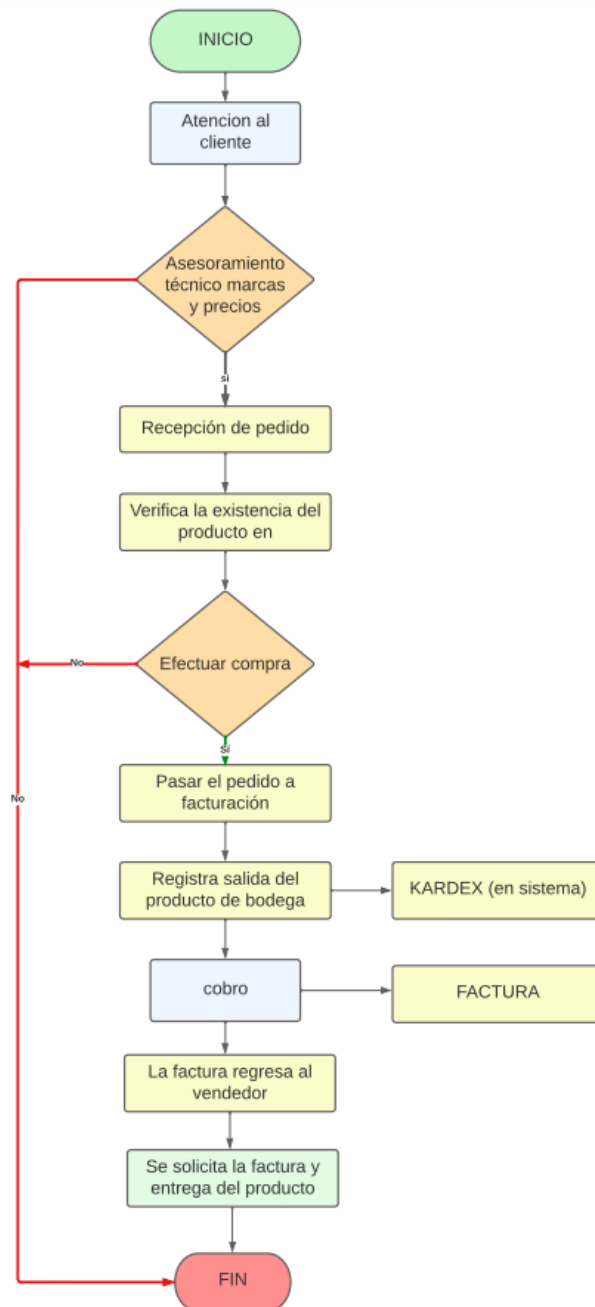 INICIO
Atencion al
cliente
Asesoramiento
técnico marcas
y precios
si
Recepción de pedido
Verifica la existencia del
producto en
Efectuar compra
No
Sí
Pasar el pedido a
facturación
No
Registra salida del
producto de bodega
KARDEX (en sistema)
cobro
FACTURA
La factura regresa al
vendedor
Se solicita la factura y
entrega del producto
FIN